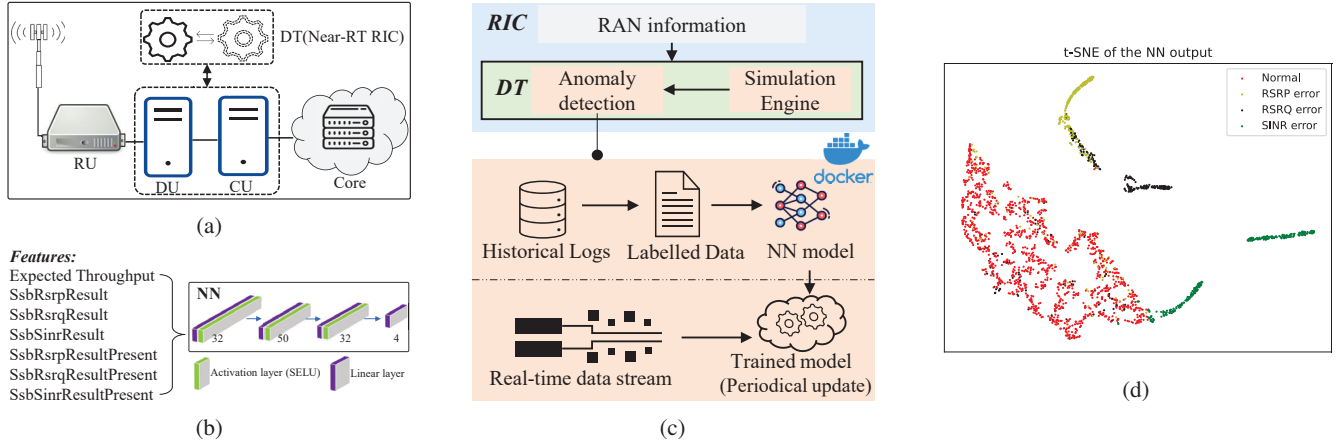 DT(Near-RT RIC)
RU
DU
CU
Core
(a)
Features:
Expected Throughput
SsbRsrpResult
SsbRsrqResult
SsbSinrResult
SsbRsrpResultPresent
SsbRsrqResultPresent
SsbSinrResultPresent
NN
32
50
32
4
Activation layer (SELU)
Linear layer
(b)
RIC
RAN information
DT
Anomaly
detection
Simulation
Engine
docker
Historical Logs
Labelled Data
NN model
Real-time data stream
Trained model
(Periodical update)
(c)
t-SNE of the NN output
Normal
RSRP error
RSRQ error
SINR error
(d)